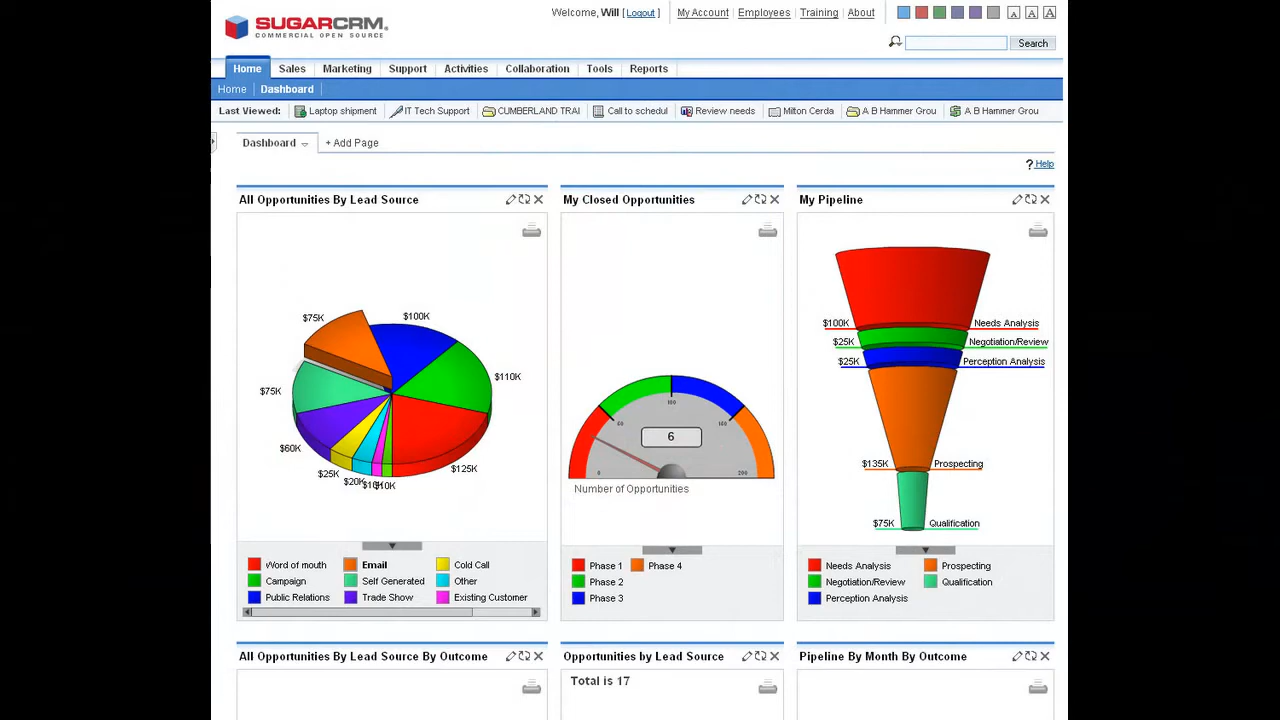 SUGARCRM.
COMMERCIAL OPEN SOURCE
Welcome, Will [ Logout ]
My Account
Employees
Training
About
A A A
Search
Home Sales Marketing Support Activities Collaboration Tools Reports
Home Dashboard
Last Viewed: Laptop shipment IT Tech Support CUMBERLAND TRAI Call to schedul Review needs Milton Cerda A B Hammer Grou A B Hammer Grou
Dashboard + Add Page
? Help
All Opportunities By Lead Source
$75K
$100K
$110K
$75K
$60K
$25K
$20K
$10K
$125K
Word of mouth Email Cold Call
Campaign Self Generated Other
Public Relations Trade Show Existing Customer
My Closed Opportunities
0
50
100
150
200
6
Number of Opportunities
Phase 1 Phase 4
Phase 2
Phase 3
My Pipeline
$100K Needs Analysis
$25K Negotiation/Review
$25K Perception Analysis
$135K Prospecting
$75K Qualification
Needs Analysis Prospecting
Negotiation/Review Qualification
Perception Analysis
All Opportunities By Lead Source By Outcome
Opportunities by Lead Source
Total is 17
Pipeline By Month By Outcome